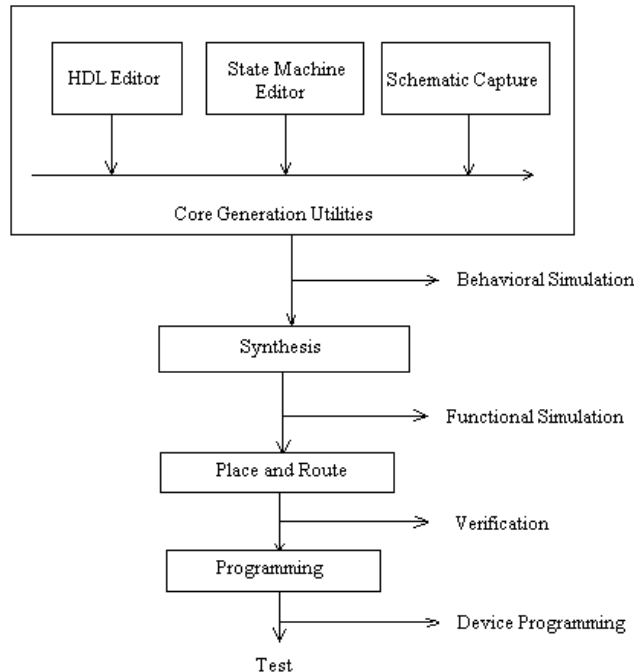 HDL Editor
State Machine
Editor
Schematic Capture
Core Generation Utilities
Behavioral Simulation
Synthesis
Functional Simulation
Place and Route
Verification
Programming
Device Programming
Test